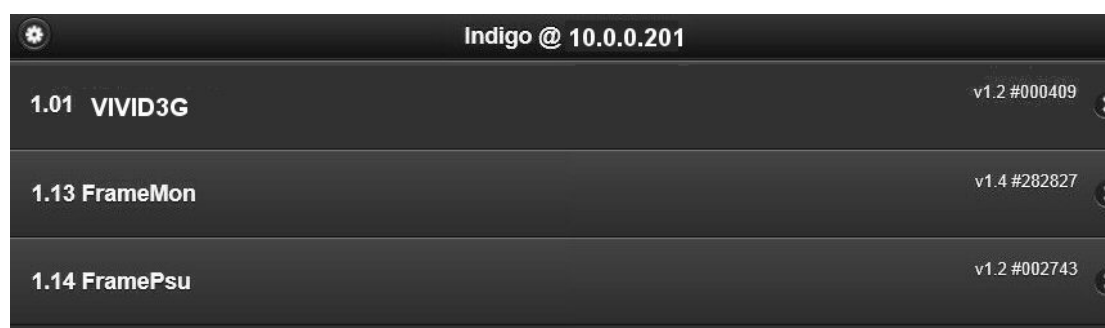 Indigo @ 10.0.0.201
1.01 VIVID3G v1.2 #000409
1.13 FrameMon v1.4 #282827
1.14 FramePsu v1.2 #002743